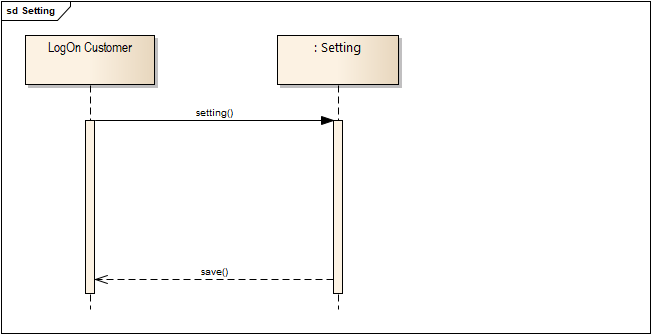 sd Setting
LogOn Customer
: Setting
setting()
save()